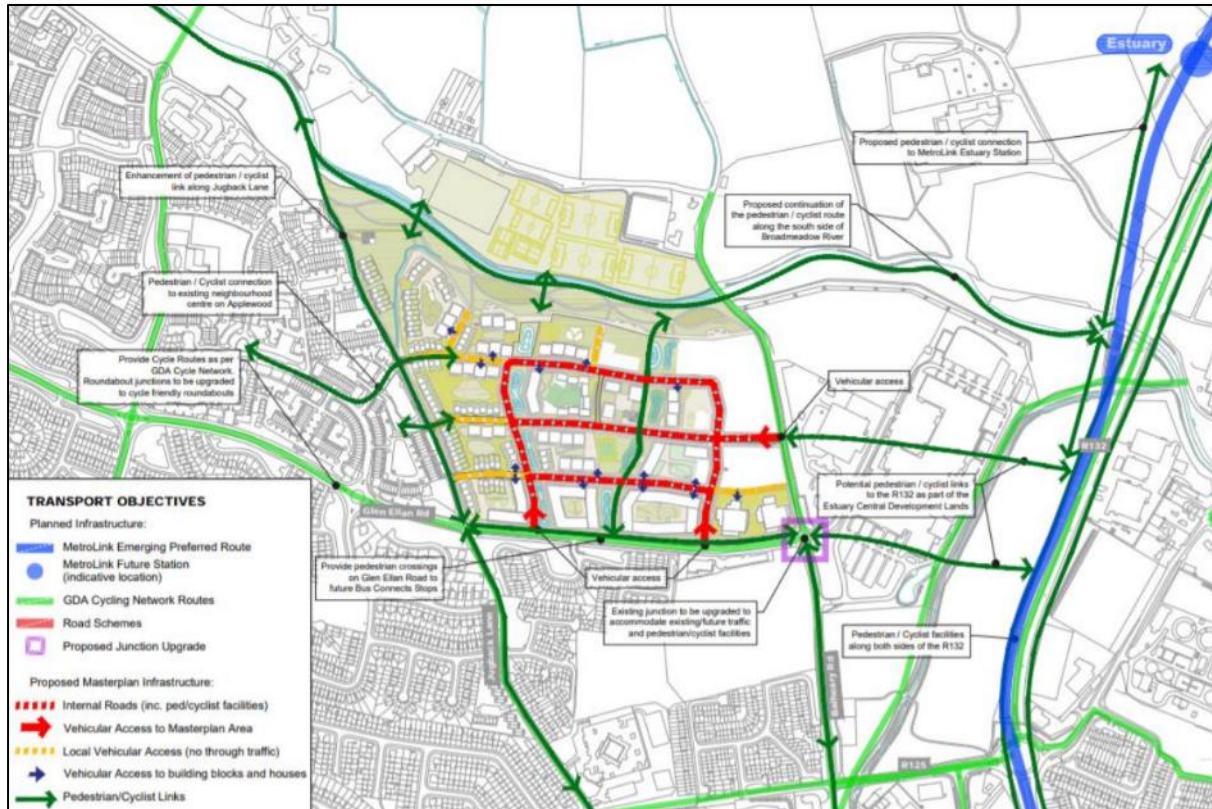 Estuary
Proposed pedestrian / cyclist connection
to MetroLink Estuary Station
Enhancement of pedestrian / cyclist
link along Jugback Lane
Proposed continuation of
the pedestrian / cyclist route
along the south side of
Broadmeadow River
Pedestrian / Cyclist connection
to existing neighbourhood
centre on Applewood
Provide Cycle Routes as per
GDA Cycle Network.
Roundabout junctions to be upgraded
to cycle friendly roundabouts
Vehicular access
R132
Potential pedestrian / cyclist links
to the R132 as part of the
Estuary Central Development Lands
Glen Ellan Rd
Provide pedestrian crossings
on Glen Ellan Road to
future Bus Connects Stops
Vehicular access
Existing junction to be upgraded to
accommodate existing/future traffic
and pedestrian/cyclist facilities
Pedestrian / Cyclist facilities
along both sides of the R132
R125
TRANSPORT OBJECTIVES
Planned Infrastructure:
MetroLink Emerging Preferred Route
MetroLink Future Station
(indicative location)
GDA Cycling Network Routes
Road Schemes
Proposed Junction Upgrade
Proposed Masterplan Infrastructure:
Internal Roads (inc. ped/cyclist facilities)
Vehicular Access to Masterplan Area
Local Vehicular Access (no through traffic)
Vehicular Access to building blocks and houses
Pedestrian/Cyclist Links